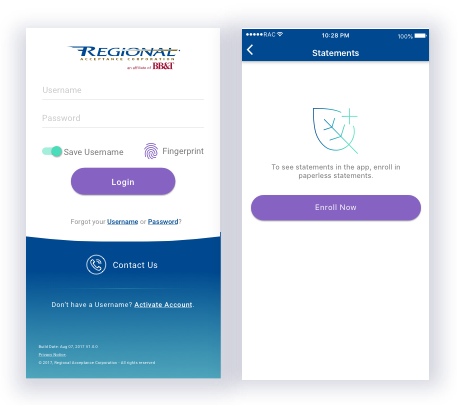 REGIONAL
ACCEPTANCE CORPORATION
an affiliate of BB&T
Username
Password
Save Username
Fingerprint
Login
Forgot your Username or Password?
Contact Us
Don't have a Username? Activate Account.
Build Date: Aug 07, 2017 V1.0.0
Privacy Notice
© 2017, Regional Acceptance Corporation - All rights reserved
RAC
10:28 PM
100%
Statements
To see statements in the app, enroll in
paperless statements.
Enroll Now